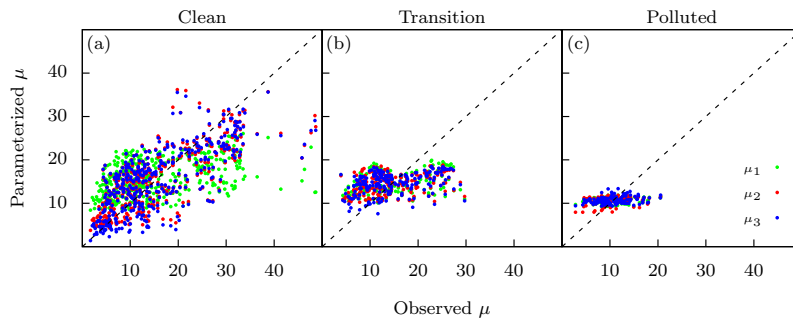 Clean Transition Polluted
(a) (b) (c)
50
40
30
20
10
Parameterized μ
μ1
μ2
μ3
10 20 30 40 10 20 30 40 10 20 30 40
Observed μ